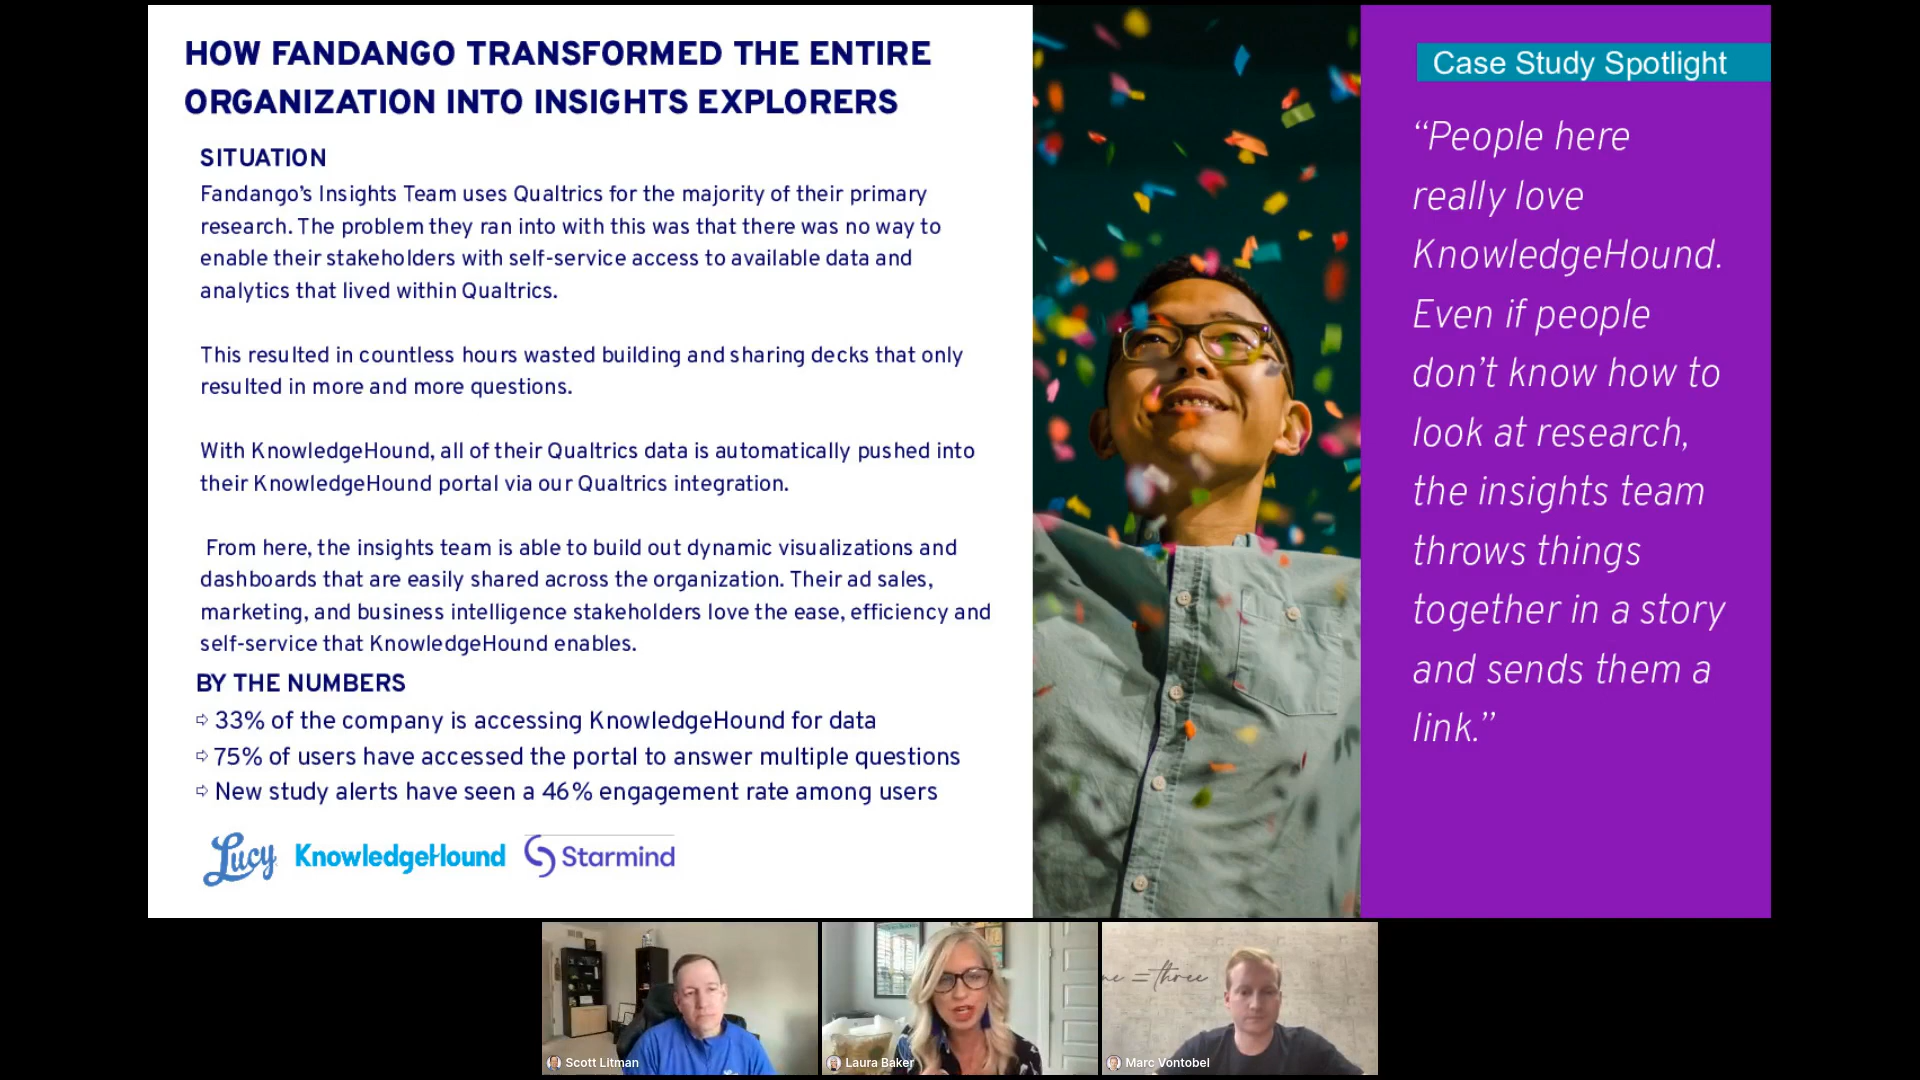 HOW FANDANGO TRANSFORMED THE ENTIRE
ORGANIZATION INTO INSIGHTS EXPLORERS
SITUATION
Fandango’s Insights Team uses Qualtrics for the majority of their primary
research. The problem they ran into with this was that there was no way to
enable their stakeholders with self-service access to available data and
analytics that lived within Qualtrics.
This resulted in countless hours wasted building and sharing decks that only
resulted in more and more questions.
With KnowledgeHound, all of their Qualtrics data is automatically pushed into
their KnowledgeHound portal via our Qualtrics integration.
From here, the insights team is able to build out dynamic visualizations and
dashboards that are easily shared across the organization. Their ad sales,
marketing, and business intelligence stakeholders love the ease, efficiency and
self-service that KnowledgeHound enables.
BY THE NUMBERS
⇨ 33% of the company is accessing KnowledgeHound for data
⇨ 75% of users have accessed the portal to answer multiple questions
⇨ New study alerts have seen a 46% engagement rate among users
Lucy KnowledgeHound Starmind
Case Study Spotlight
“People here
really love
KnowledgeHound.
Even if people
don’t know how to
look at research,
the insights team
throws things
together in a story
and sends them a
link.”
= three
Scott Litman
Laura Baker
Marc Vontobel